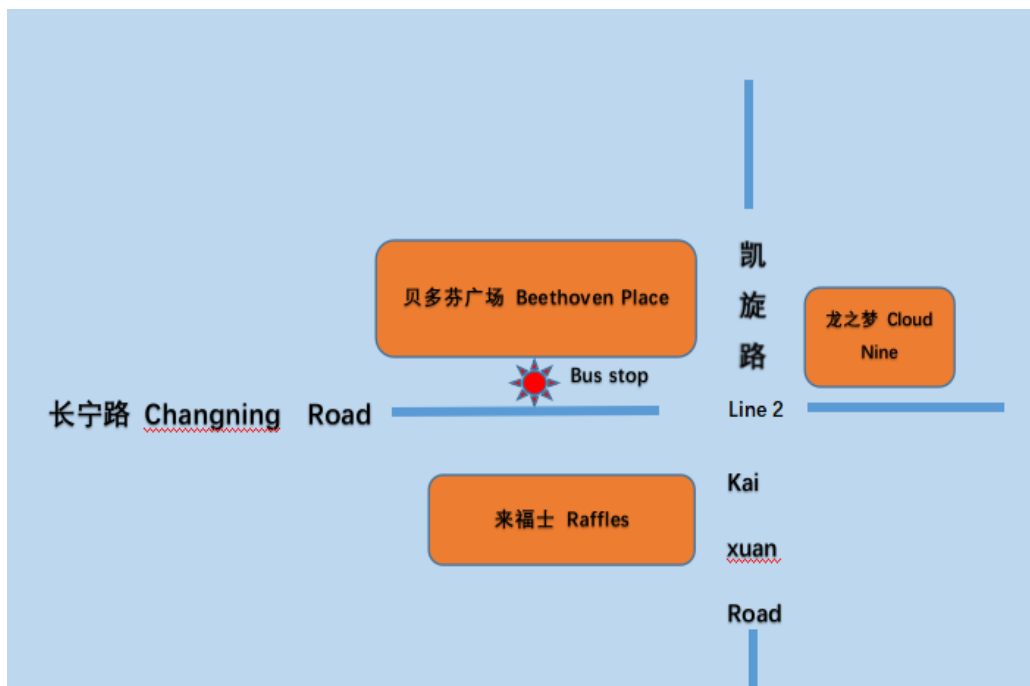 凯
旋
路
贝多芬广场 Beethoven Place
龙之梦 Cloud
Nine
Bus stop
长宁路 Changning Road
Line 2
Kai
来福士 Raffles
xuan
Road